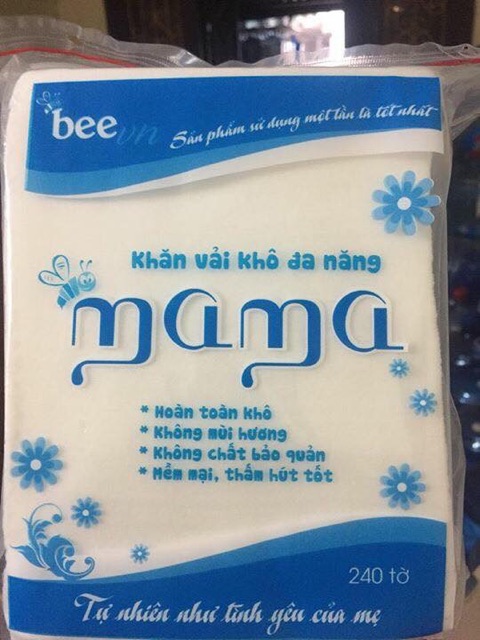 beevn
Sản phẩm sử dụng một lần là tốt nhất
Khăn vải khô đa năng
mama
* Hoàn toàn khô
* Không mùi hương
* Không chất bảo quản
* Mềm mại, thấm hút tốt
240 tờ
Tự nhiên như tình yêu của mẹ